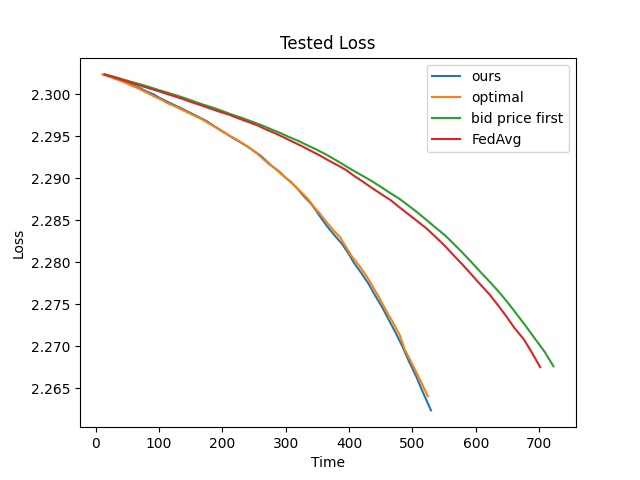 Tested Loss
ours
optimal
bid price first
FedAvg
2.300
2.295
2.290
2.285
2.280
2.275
2.270
2.265
Loss
0 100 200 300 400 500 600 700
Time